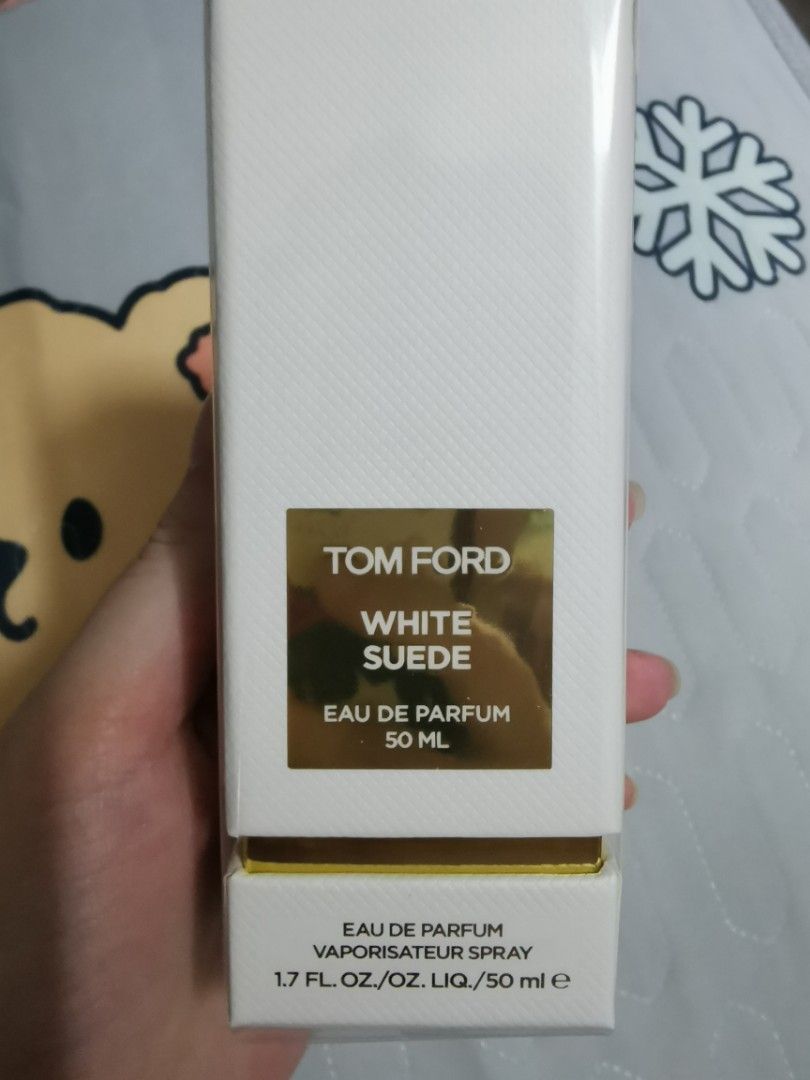 TOM FORD
WHITE
SUEDE
EAU DE PARFUM
50 ML
EAU DE PARFUM
VAPORISATEUR SPRAY
1.7 FL. OZ./OZ. LIQ./50 ml ℮